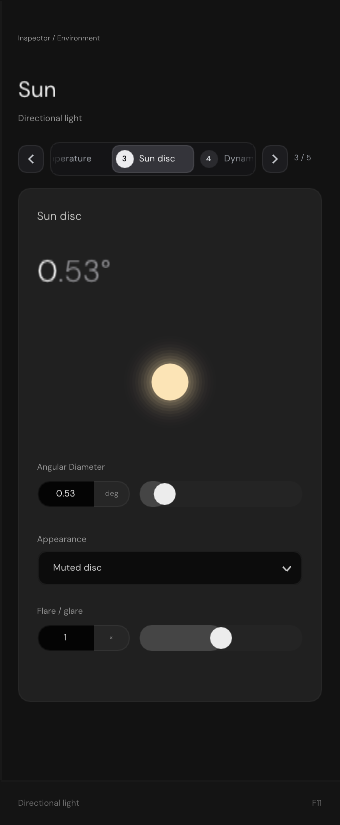 Inspector / Environment
Sun
Directional light
perature 3 Sun disc 4 Dynam 3 / 5
Sun disc
0.53°
Angular Diameter
0.53 deg
Appearance
Muted disc
Flare / glare
1
Directional light F11